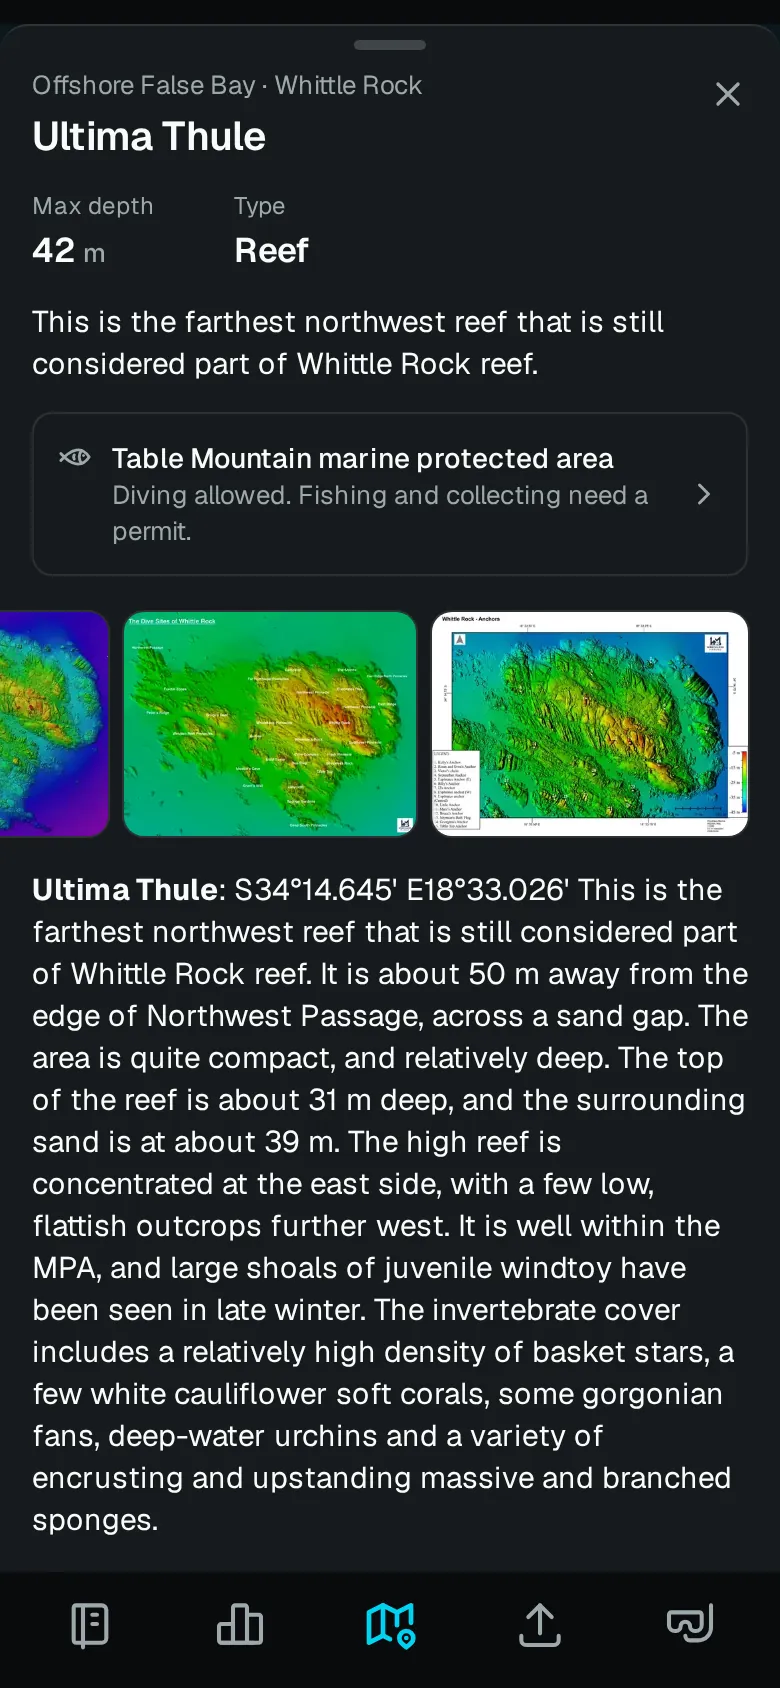 Offshore False Bay · Whittle Rock
Ultima Thule
Max depth
Type
42 m
Reef
This is the farthest northwest reef that is still
considered part of Whittle Rock reef.
Table Mountain marine protected area
Diving allowed. Fishing and collecting need a
permit.
The Dive Sites of Whittle Rock
Whittle Rock - Anchors
Ultima Thule: S34°14.645' E18°33.026' This is the
farthest northwest reef that is still considered part
of Whittle Rock reef. It is about 50 m away from the
edge of Northwest Passage, across a sand gap. The
area is quite compact, and relatively deep. The top
of the reef is about 31 m deep, and the surrounding
sand is at about 39 m. The high reef is
concentrated at the east side, with a few low,
flattish outcrops further west. It is well within the
MPA, and large shoals of juvenile windtoy have
been seen in late winter. The invertebrate cover
includes a relatively high density of basket stars, a
few white cauliflower soft corals, some gorgonian
fans, deep-water urchins and a variety of
encrusting and upstanding massive and branched
sponges.